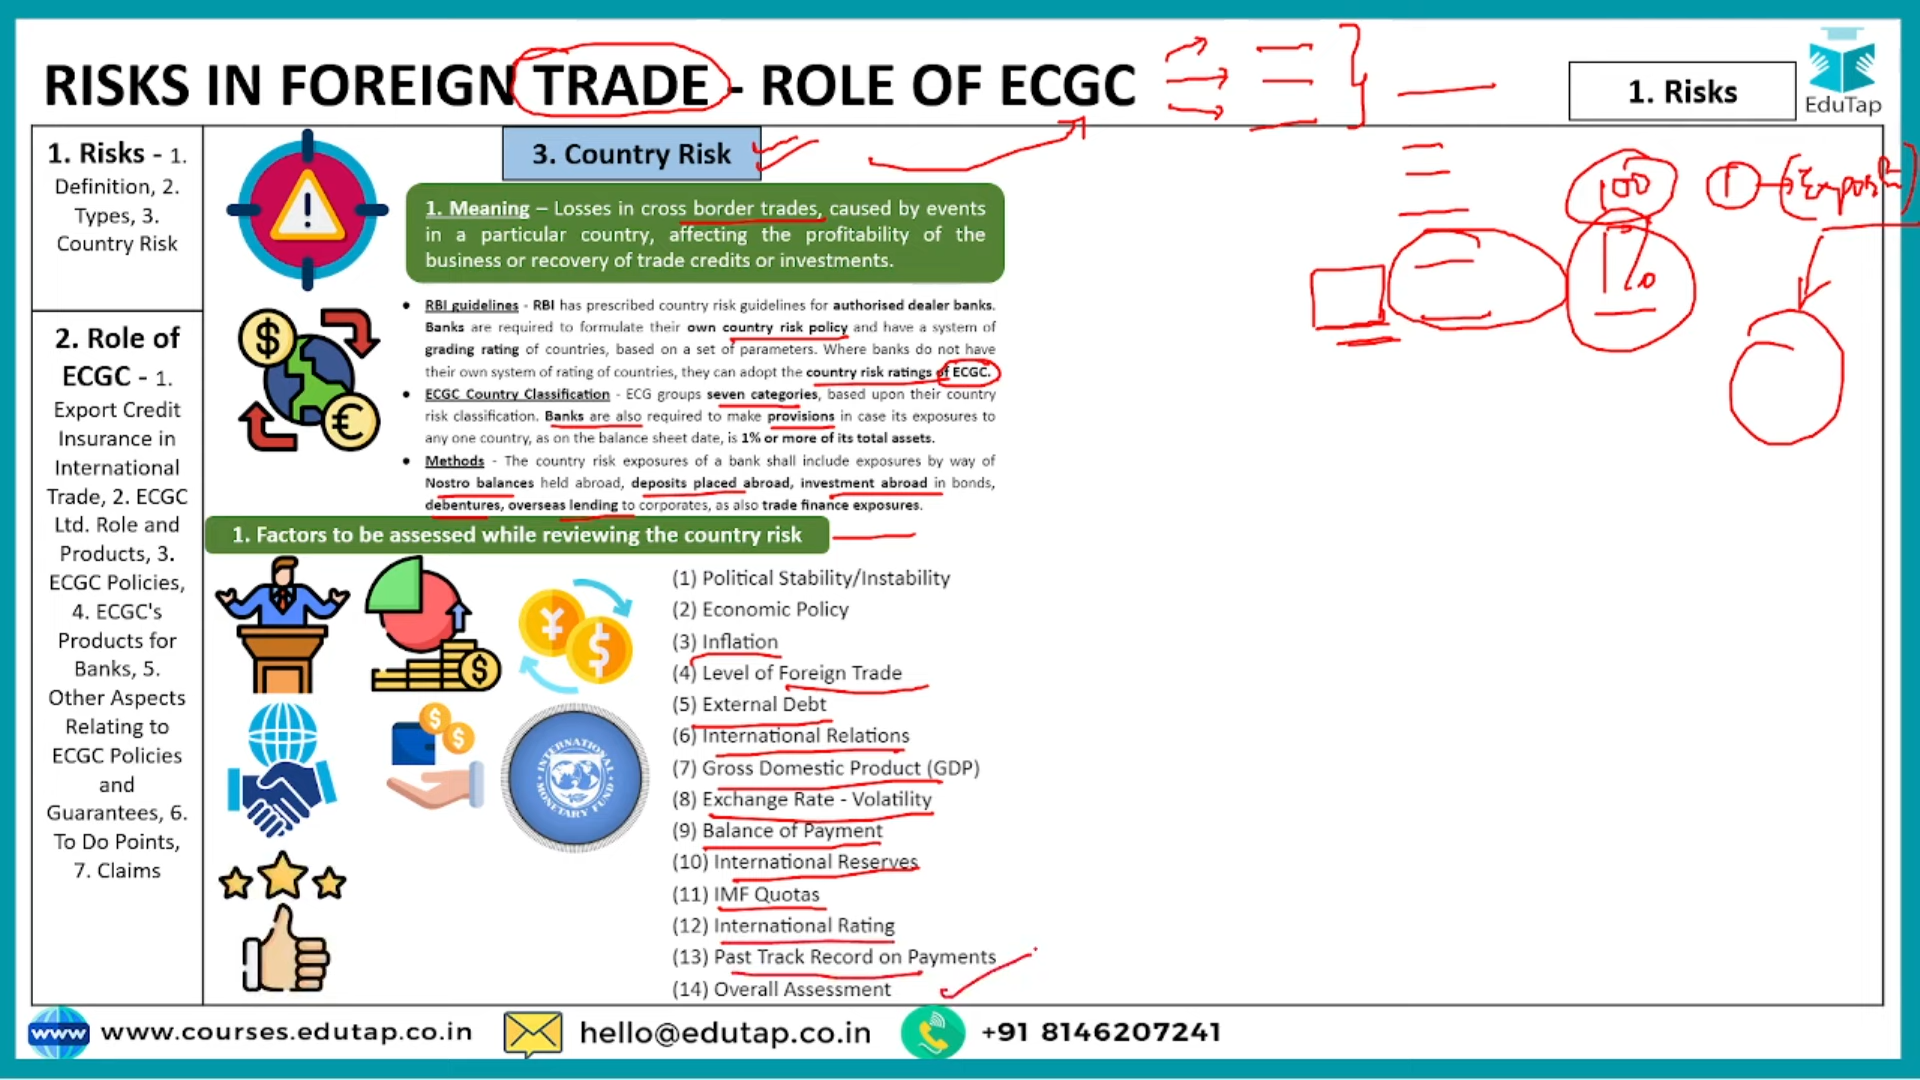 RISKS IN FOREIGN TRADE - ROLE OF ECGC
1. Risks
EduTap
1. Risks - 1.
Definition, 2.
Types, 3.
Country Risk
2. Role of
ECGC - 1.
Export Credit
Insurance in
International
Trade, 2. ECGC
Ltd. Role and
Products, 3.
ECGC Policies,
4. ECGC's
Products for
Banks, 5.
Other Aspects
Relating to
ECGC Policies
and
Guarantees, 6.
To Do Points,
7. Claims
3. Country Risk
1. Meaning – Losses in cross border trades, caused by events
in a particular country, affecting the profitability of the
business or recovery of trade credits or investments.
• RBI guidelines - RBI has prescribed country risk guidelines for authorised dealer banks.
Banks are required to formulate their own country risk policy and have a system of
grading rating of countries, based on a set of parameters. Where banks do not have
their own system of rating of countries, they can adopt the country risk ratings of ECGC.
• ECGC Country Classification - ECG groups seven categories, based upon their country
risk classification. Banks are also required to make provisions in case its exposures to
any one country, as on the balance sheet date, is 1% or more of its total assets.
• Methods - The country risk exposures of a bank shall include exposures by way of
Nostro balances held abroad, deposits placed abroad, investment abroad in bonds,
debentures, overseas lending to corporates, as also trade finance exposures.
1. Factors to be assessed while reviewing the country risk
(1) Political Stability/Instability
(2) Economic Policy
(3) Inflation
(4) Level of Foreign Trade
(5) External Debt
(6) International Relations
(7) Gross Domestic Product (GDP)
(8) Exchange Rate - Volatility
(9) Balance of Payment
(10) International Reserves
(11) IMF Quotas
(12) International Rating
(13) Past Track Record on Payments
(14) Overall Assessment
INTERNATIONAL MONETARY FUND
100
1%
1
www
www.courses.edutap.co.in
hello@edutap.co.in
+91 8146207241